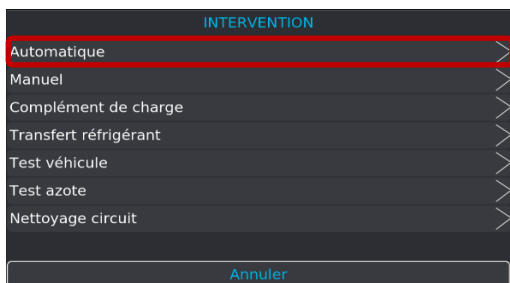 INTERVENTION
Automatique
Manuel
Complément de charge
Transfert réfrigérant
Test véhicule
Test azote
Nettoyage circuit
Annuler